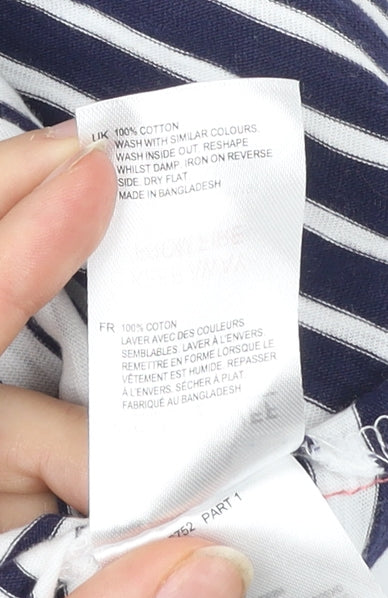 UK 100% COTTON
WASH WITH SIMILAR COLOURS.
WASH INSIDE OUT. RESHAPE
WHILST DAMP. IRON ON REVERSE
SIDE. DRY FLAT
MADE IN BANGLADESH
FR 100% COTON
LAVER AVEC DES COULEURS
SEMBLABLES. LAVER À L'ENVERS.
REMETTRE EN FORME LORSQUE LE
VÊTEMENT EST HUMIDE. REPASSER
À L'ENVERS. SÉCHER À PLAT
FABRIQUÉ AU BANGLADESH
752 PART 1